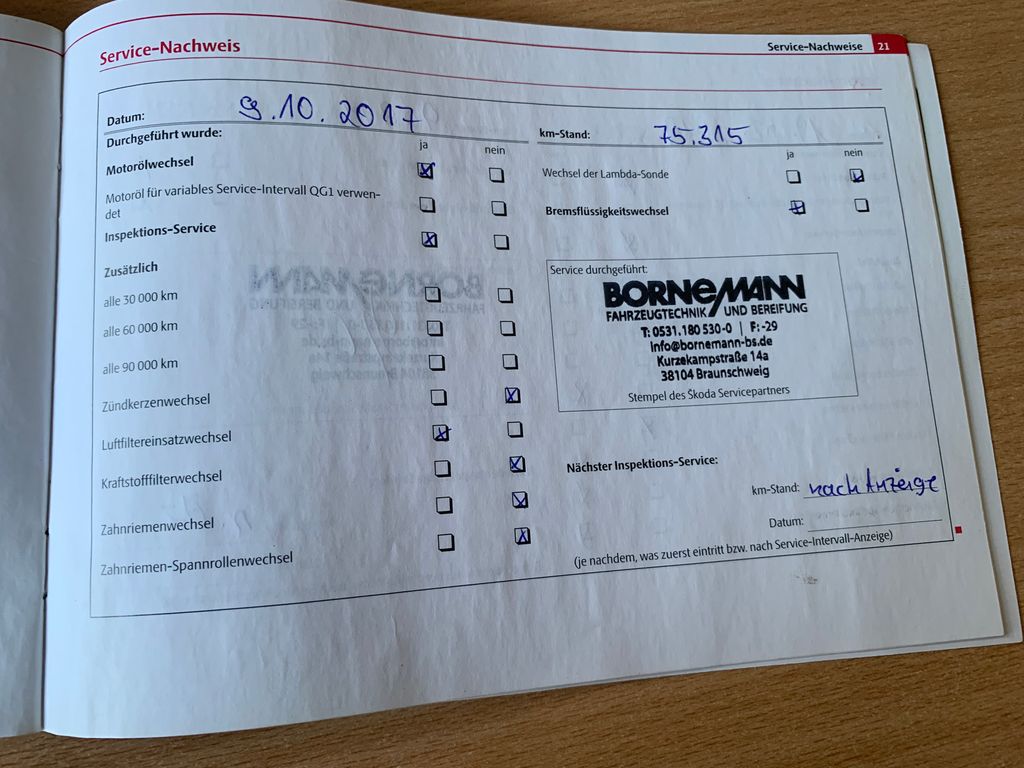 Service-Nachweis
Service-Nachweise 21
Datum: 9.10.2017
Durchgeführt wurde:
ja nein
Motorölwechsel
Motoröl für variables Service-Intervall QG1 verwen-
det
Inspektions-Service
Zusätzlich
alle 30 000 km
alle 60 000 km
alle 90 000 km
Zündkerzenwechsel
Luftfiltereinsatzwechsel
Kraftstofffilterwechsel
Zahnriemenwechsel
Zahnriemen-Spannrollenwechsel
km-Stand: 75.315
ja nein
Wechsel der Lambda-Sonde
Bremsflüssigkeitswechsel
Service durchgeführt:
BORNEMANN
FAHRZEUGTECHNIK UND BEREIFUNG
T: 0531.180 530-0 | F: -29
info@bornemann-bs.de
Kurzekampstraße 14a
38104 Braunschweig
Stempel des Škoda Servicepartners
Nächster Inspektions-Service:
km-Stand: nach Anzeige
Datum:
(je nachdem, was zuerst eintritt bzw. nach Service-Intervall-Anzeige)